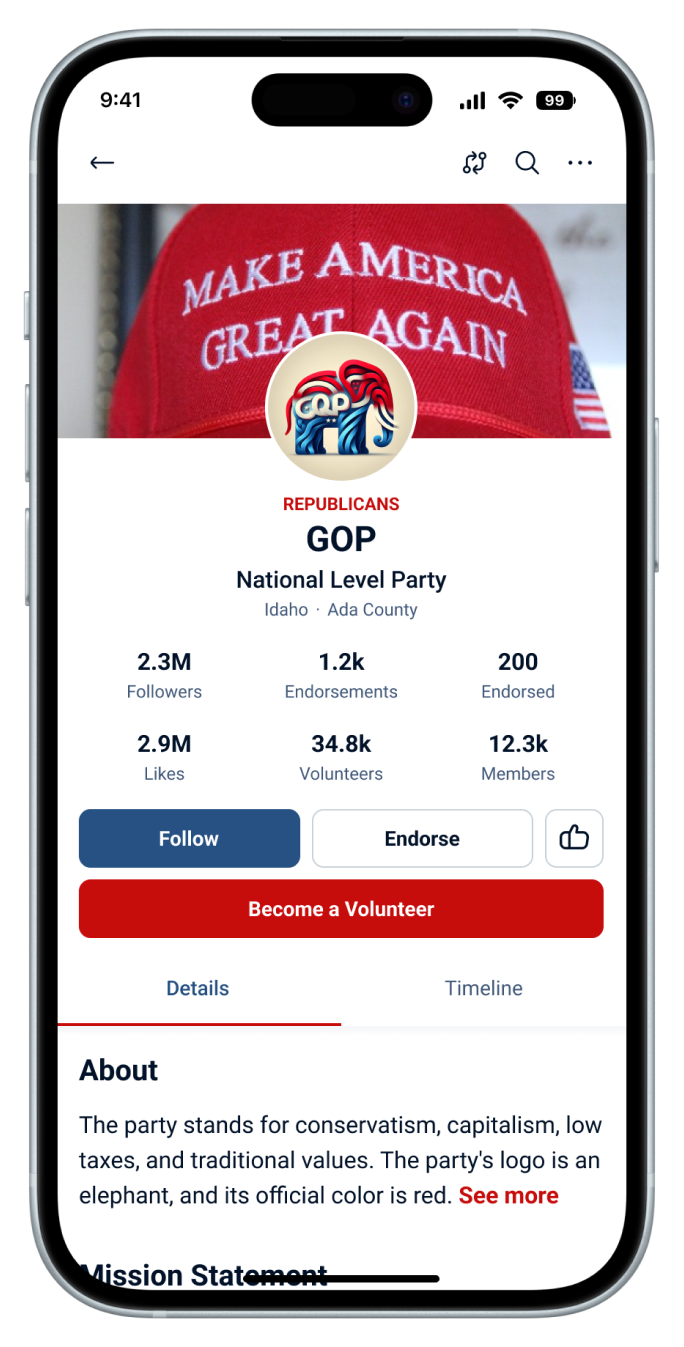 9:41
99
MAKE AMERICA
GREAT AGAIN
GOP
REPUBLICANS
GOP
National Level Party
Idaho · Ada County
2.3M 1.2k 200
Followers Endorsements Endorsed
2.9M 34.8k 12.3k
Likes Volunteers Members
Follow Endorse
Become a Volunteer
Details Timeline
About
The party stands for conservatism, capitalism, low
taxes, and traditional values. The party's logo is an
elephant, and its official color is red. See more
Mission Statement